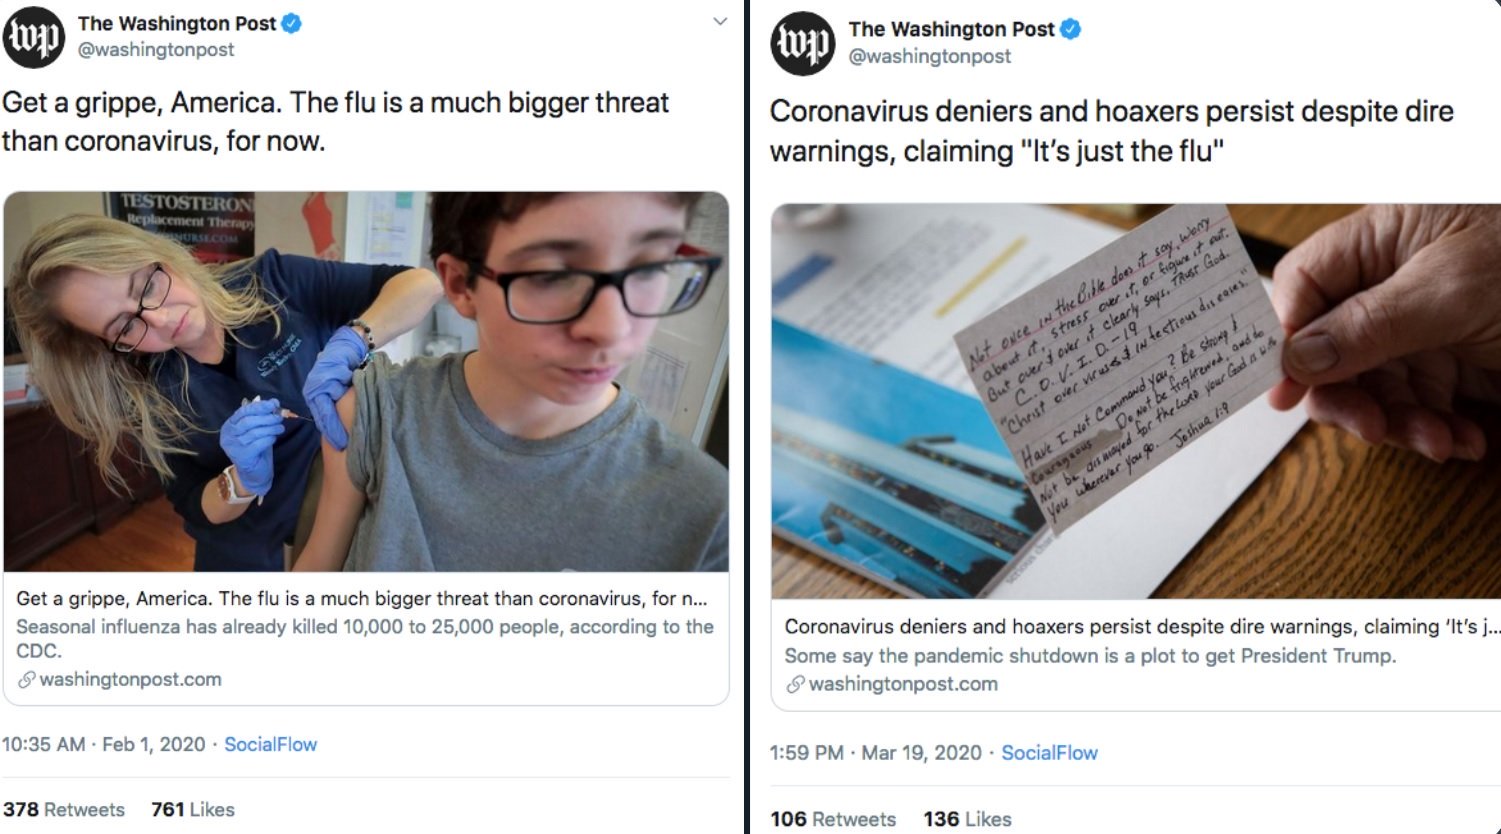 The Washington Post
@washingtonpost
Get a grippe, America. The flu is a much bigger threat
than coronavirus, for now.
TESTOSTERON
Replacement Therapy
NURSE.COM
Get a grippe, America. The flu is a much bigger threat than coronavirus, for n...
Seasonal influenza has already killed 10,000 to 25,000 people, according to the
CDC.
washingtonpost.com
10:35 AM · Feb 1, 2020 · SocialFlow
378 Retweets 761 Likes
The Washington Post
@washingtonpost
Coronavirus deniers and hoaxers persist despite dire
warnings, claiming "It's just the flu"
Not once in the Bible does it say, worry
about it, stress over it, or figure it out.
But over & over it clearly says, Trust God.
C. O. V. I. D. - 19
"Christ over viruses & infectious diseases."
Have I not Commanded you? Be strong &
Courageous. Do not be frightened, and do
Not be dismayed for the Lord your God is with
You wherever you go. Joshua 1:9
Coronavirus deniers and hoaxers persist despite dire warnings, claiming 'It's j...
Some say the pandemic shutdown is a plot to get President Trump.
washingtonpost.com
1:59 PM · Mar 19, 2020 · SocialFlow
106 Retweets 136 Likes